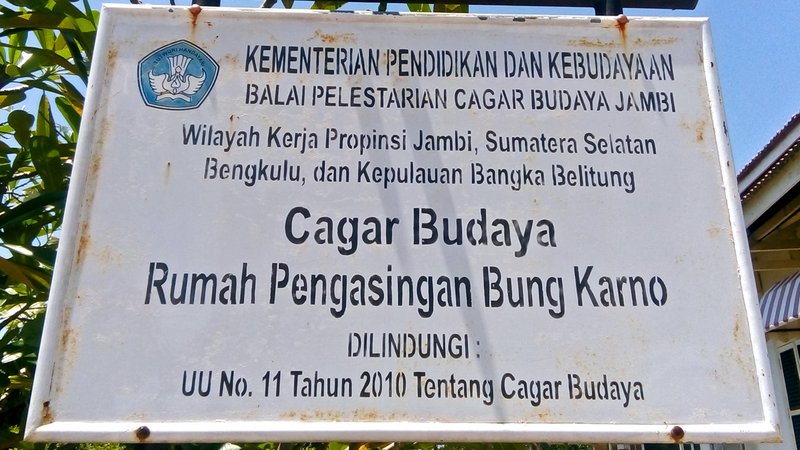 KEMENTERIAN PENDIDIKAN DAN KEBUDAYAAN
BALAI PELESTARIAN CAGAR BUDAYA JAMBI
Wilayah Kerja Propinsi Jambi, Sumatera Selatan
Bengkulu, dan Kepulauan Bangka Belitung
Cagar Budaya
Rumah Pengasingan Bung Karno
DILINDUNGI :
UU No. 11 Tahun 2010 Tentang Cagar Budaya